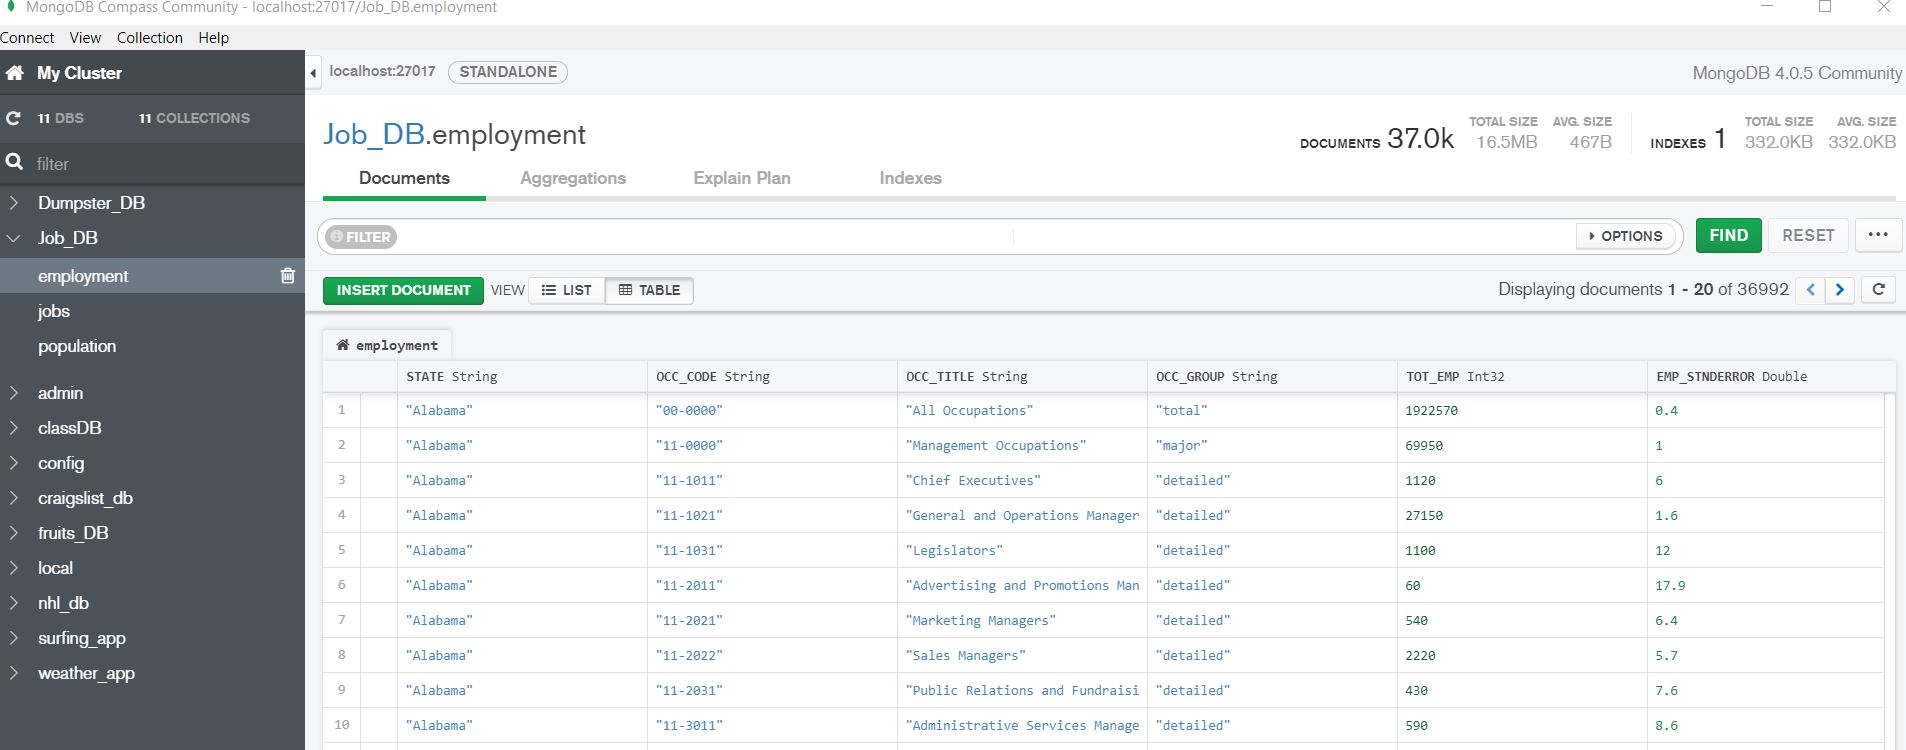 MongoDB Compass Community - localhost:27017/Job_DB.employment
Connect View Collection Help
My Cluster
11 DBS 11 COLLECTIONS
filter
Dumpster_DB
Job_DB
employment
jobs
population
admin
classDB
config
craigslist_db
fruits_DB
local
nhl_db
surfing_app
weather_app
localhost:27017 STANDALONE MongoDB 4.0.5 Community
Job_DB.employment
DOCUMENTS 37.0k TOTAL SIZE 16.5MB AVG. SIZE 467B INDEXES 1 TOTAL SIZE 332.0KB AVG. SIZE 332.0KB
Documents Aggregations Explain Plan Indexes
FILTER OPTIONS FIND RESET ...
INSERT DOCUMENT VIEW LIST TABLE Displaying documents 1 - 20 of 36992
employment
STATE String OCC_CODE String OCC_TITLE String OCC_GROUP String TOT_EMP Int32 EMP_STNDERROR Double
1 "Alabama" "00-0000" "All Occupations" "total" 1922570 0.4
2 "Alabama" "11-0000" "Management Occupations" "major" 69950 1
3 "Alabama" "11-1011" "Chief Executives" "detailed" 1120 6
4 "Alabama" "11-1021" "General and Operations Manager "detailed" 27150 1.6
5 "Alabama" "11-1031" "Legislators" "detailed" 1100 12
6 "Alabama" "11-2011" "Advertising and Promotions Man "detailed" 60 17.9
7 "Alabama" "11-2021" "Marketing Managers" "detailed" 540 6.4
8 "Alabama" "11-2022" "Sales Managers" "detailed" 2220 5.7
9 "Alabama" "11-2031" "Public Relations and Fundraisi "detailed" 430 7.6
10 "Alabama" "11-3011" "Administrative Services Manage "detailed" 590 8.6